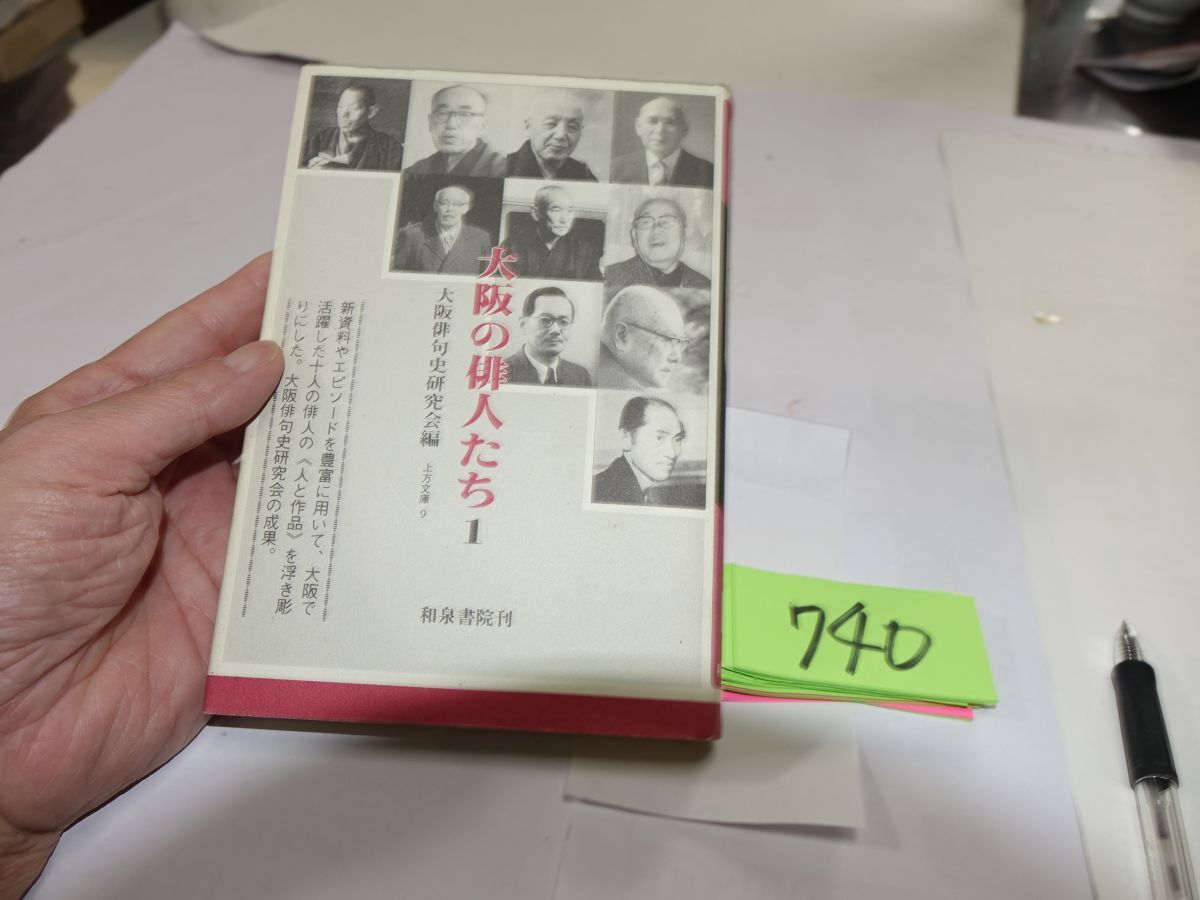 大阪の俳人たち 1
大阪俳句史研究会編
上方文庫 9
新資料やエピソードを豊富に用いて、大阪で
活躍した十人の俳人の《人と作品》を浮き彫
りにした。大阪俳句史研究会の成果。
和泉書院刊
740